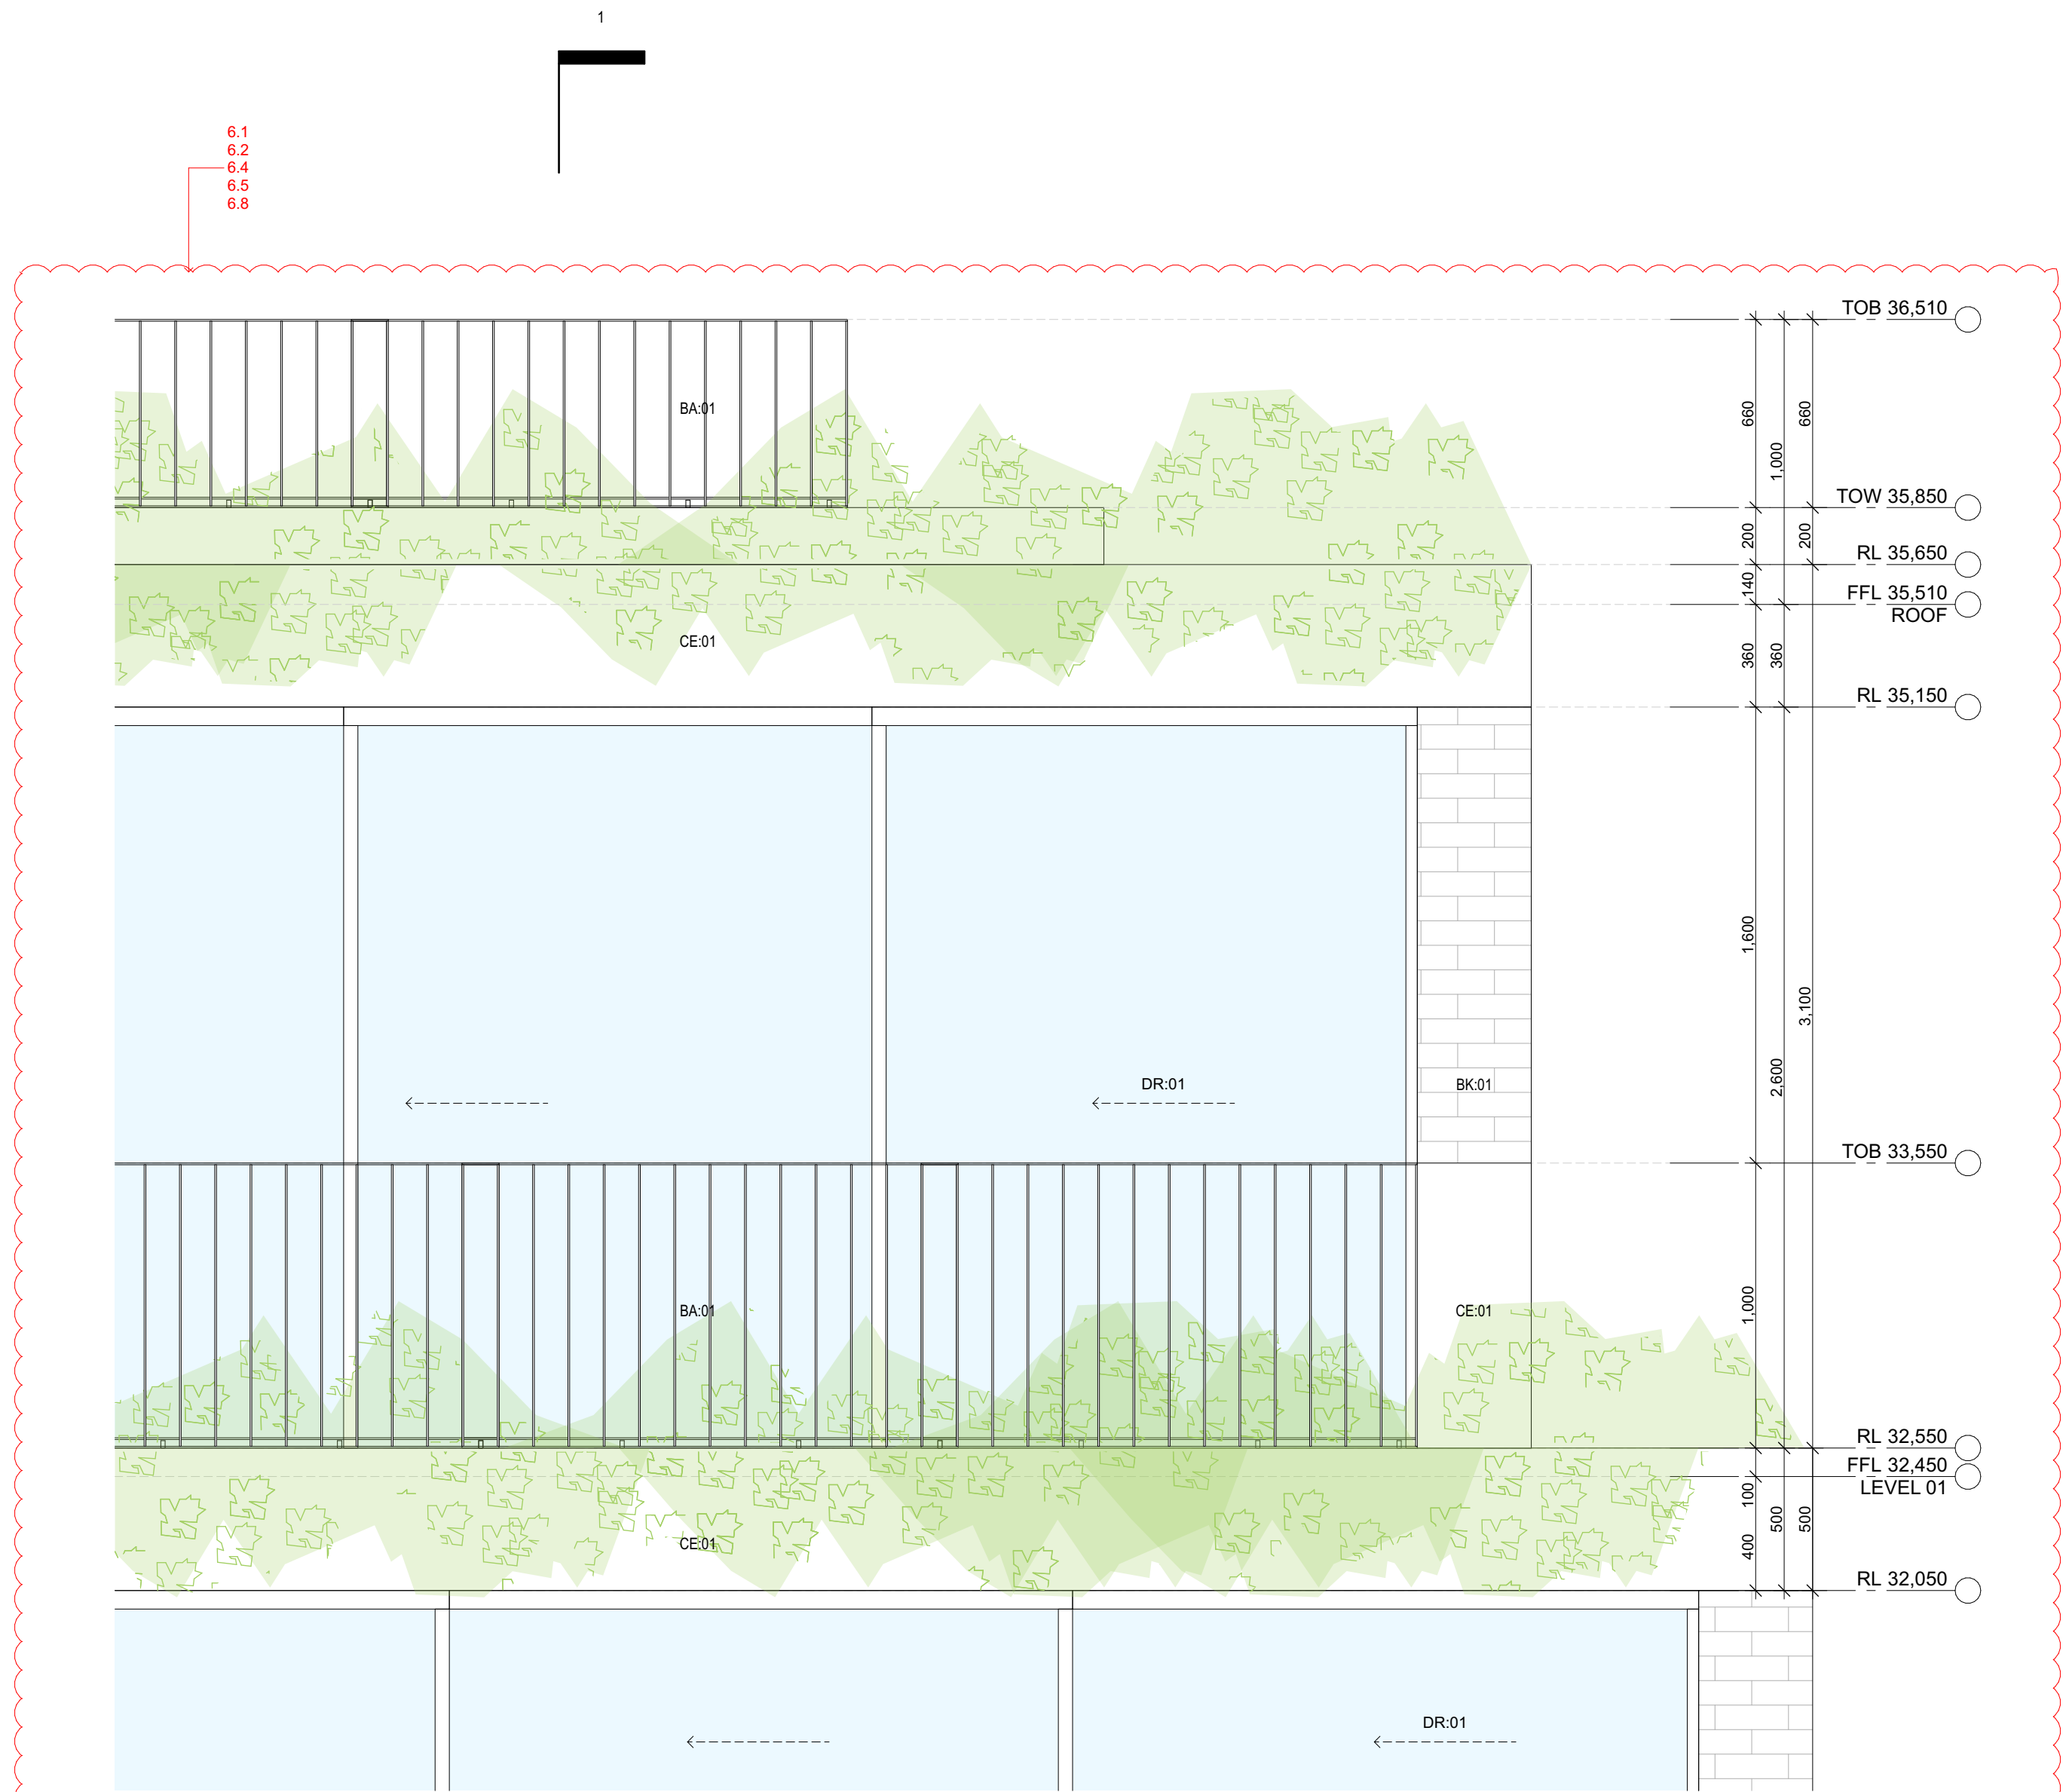 1
6.1
6.2
6.4
6.5
6.8
TOB 36,510
BA:01
660
1,000
660
TOW 35,850
200
200
RL 35,650
140
FFL 35,510
ROOF
CE:01
360
360
RL 35,150
1,600
3,100
2,600
DR:01
BK:01
TOB 33,550
BA:01
CE:01
1,000
RL 32,550
FFL 32,450
LEVEL 01
100
500
500
CE:01
400
RL 32,050
DR:01